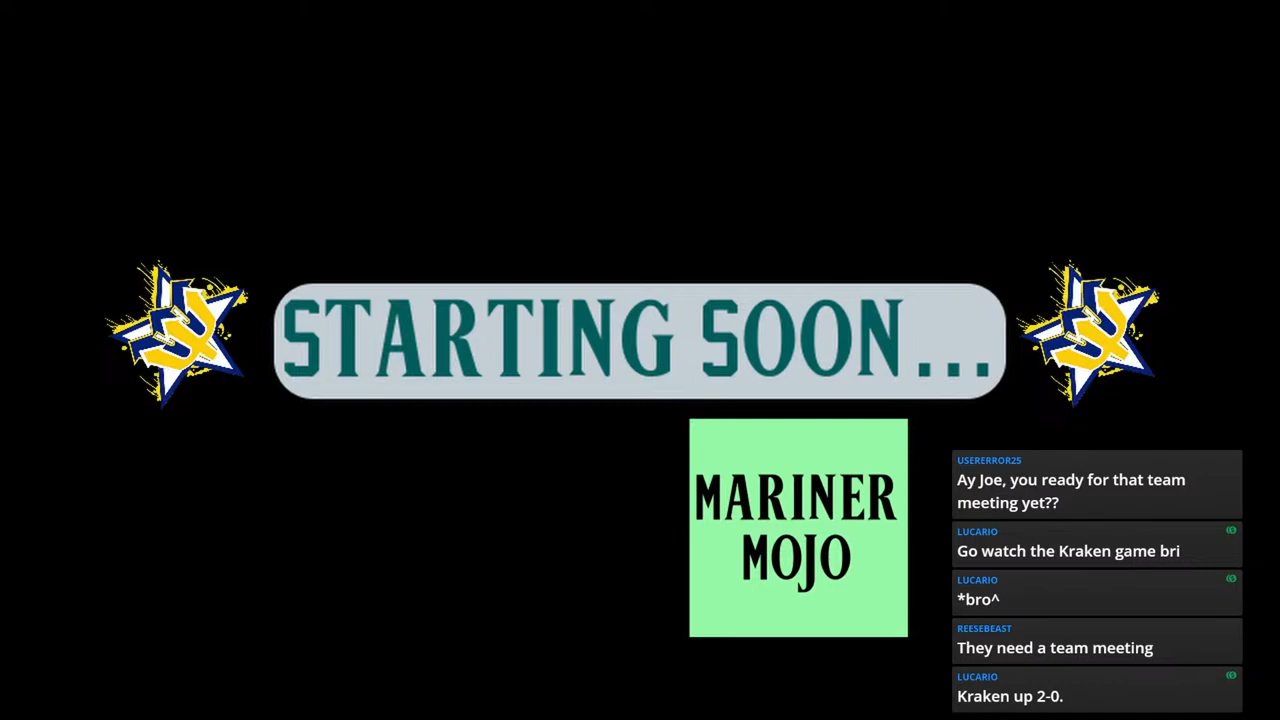 STARTING SOON...
MARINER
MOJO
USERERROR25
Ay Joe, you ready for that team
meeting yet??
LUCARIO
Go watch the Kraken game bri
LUCARIO
*bro^
REESEBEAST
They need a team meeting
LUCARIO
Kraken up 2-0.